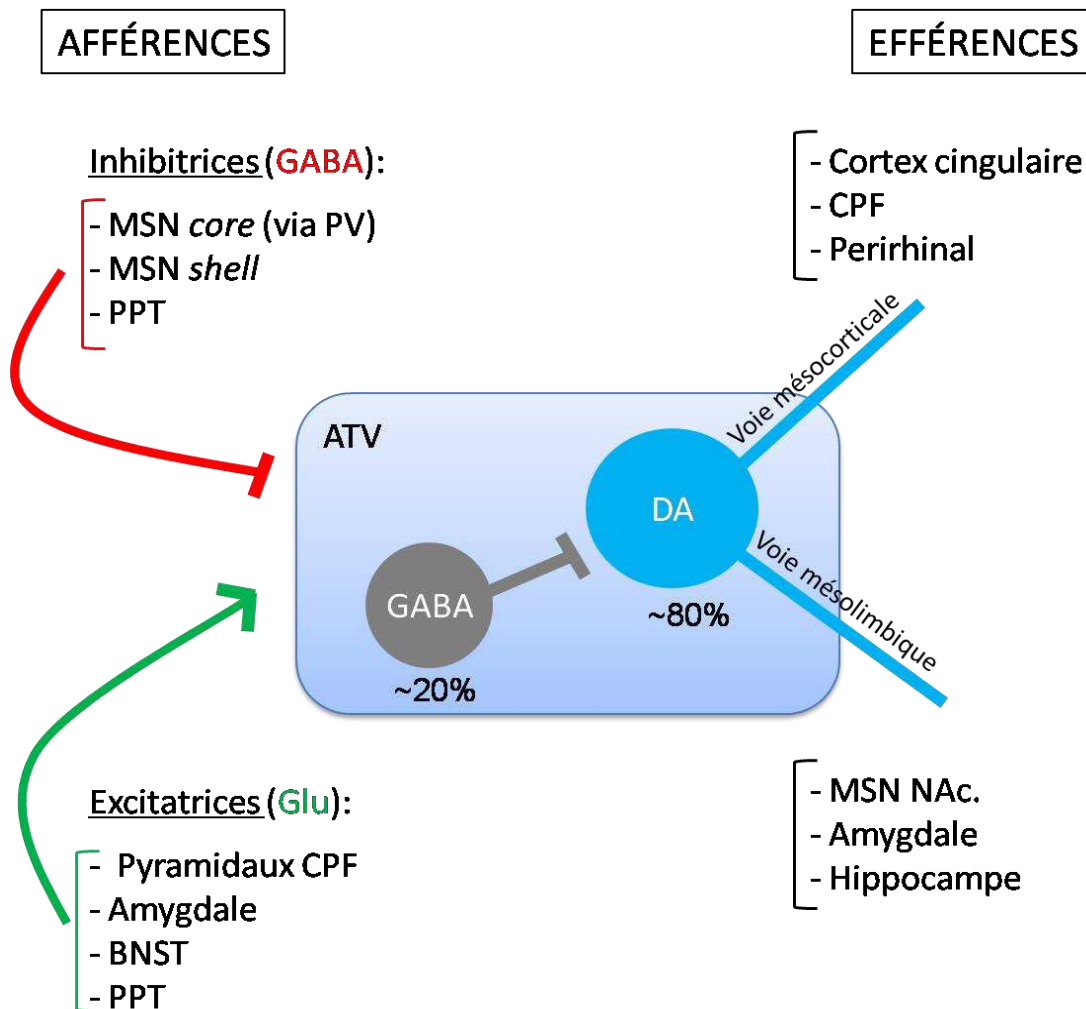 AFFÉRENCES
EFFÉRENCES
Inhibitrices (GABA):
- MSN core (via PV)
- MSN shell
- PPT
- Cortex cingulaire
- CPF
- Perirhinal
Voie mésocorticale
ATV
DA
~80%
GABA
~20%
Voie mésolimbique
Excitatrices (Glu):
- Pyramidaux CPF
- Amygdale
- BNST
- PPT
- MSN NAc.
- Amygdale
- Hippocampe